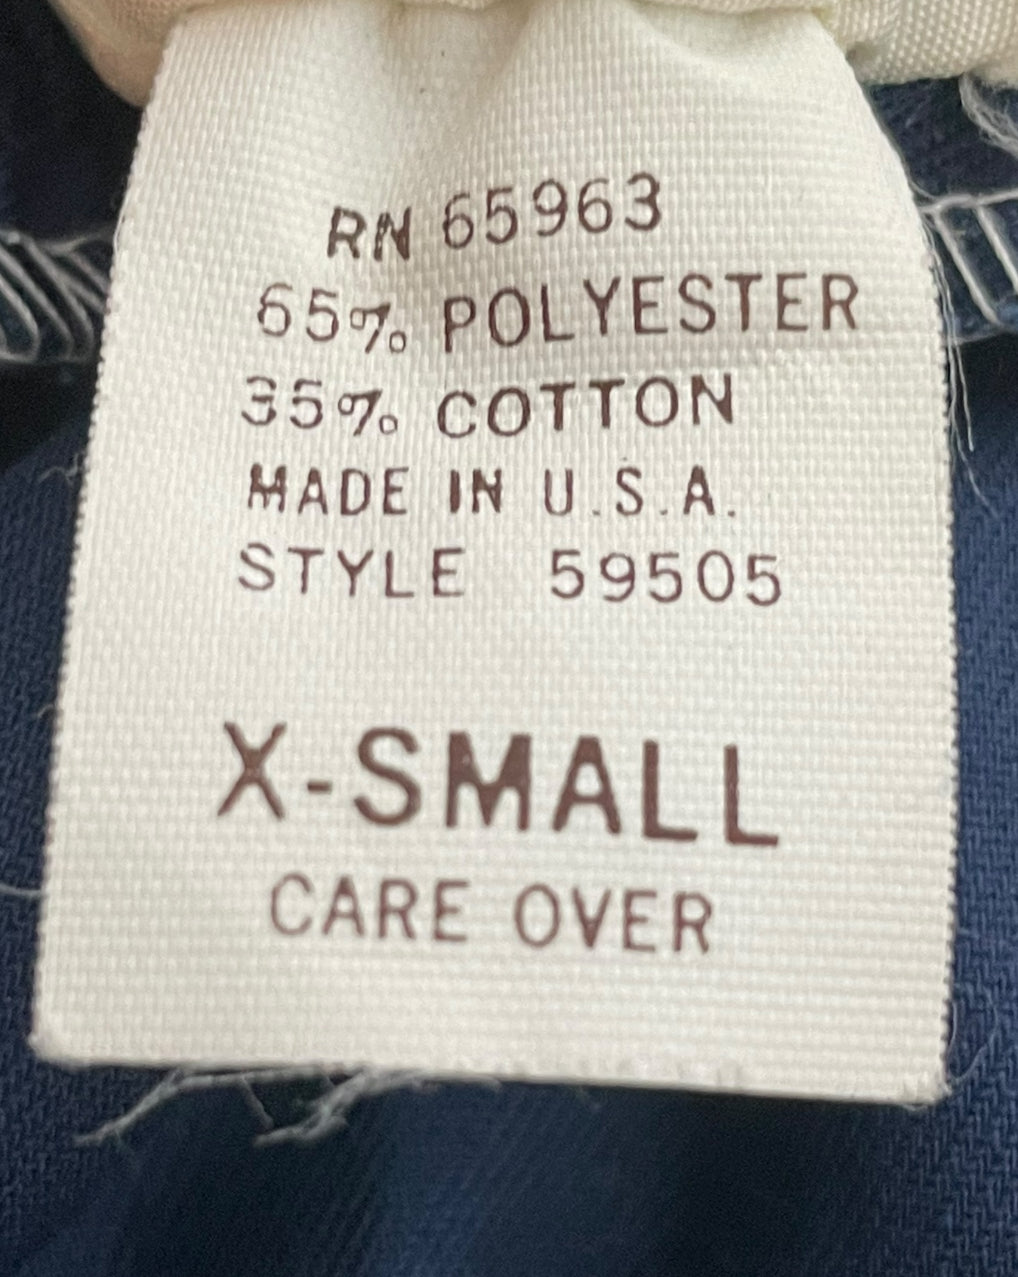 RN 65963
65% POLYESTER
35% COTTON
MADE IN U.S.A.
STYLE 59505
X-SMALL
CARE OVER